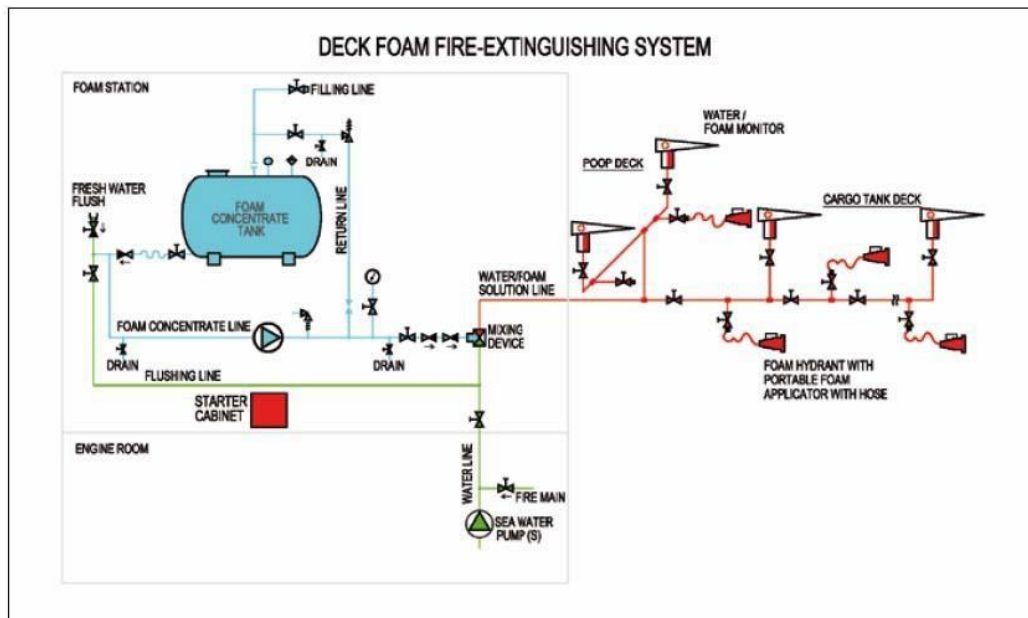 DECK FOAM FIRE-EXTINGUISHING SYSTEM
FOAM STATION
FILLING LINE
DRAIN
FRESH WATER
FLUSH
FOAM
CONCENTRATE
TANK
RETURN LINE
WATER /
FOAM MONITOR
POOP DECK
CARGO TANK DECK
WATER/FOAM
SOLUTION LINE
FOAM CONCENTRATE LINE
MIXING
DEVICE
DRAIN
DRAIN
FLUSHING LINE
FOAM HYDRANT WITH
PORTABLE FOAM
APPLICATOR WITH HOSE
STARTER
CABINET
ENGINE ROOM
WATER LINE
FIRE MAIN
SEA WATER
PUMP (S)